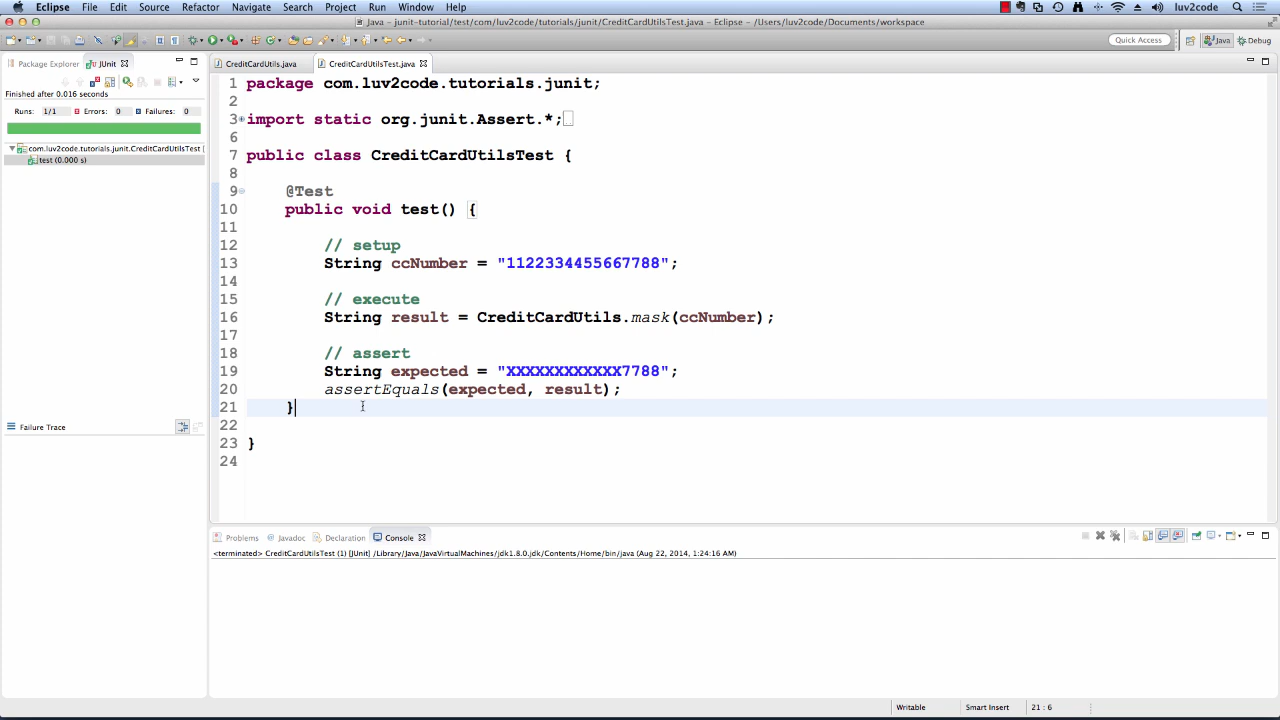 Eclipse File Edit Source Refactor Navigate Search Project Run Window Help luv2code
Java - junit-tutorial/test/com/luv2code/tutorials/junit/CreditCardUtilsTest.java - Eclipse - /Users/luv2code/Documents/workspace
Quick Access Java Debug
Package Explorer JUnit
Finished after 0.016 seconds
Runs: 1/1 Errors: 0 Failures: 0
com.luv2code.tutorials.junit.CreditCardUtilsTest (
test (0.000 s)
Failure Trace
CreditCardUtils.java CreditCardUtilsTest.java
1 package com.luv2code.tutorials.junit;
2
3 import static org.junit.Assert.*;
6
7 public class CreditCardUtilsTest {
8
9 @Test
10 public void test() {
11
12 // setup
13 String ccNumber = "1122334455667788";
14
15 // execute
16 String result = CreditCardUtils.mask(ccNumber);
17
18 // assert
19 String expected = "XXXXXXXXXXXX7788";
20 assertEquals(expected, result);
21 }
22
23 }
24
Problems Javadoc Declaration Console
<terminated> CreditCardUtilsTest (1) [JUnit] /Library/Java/JavaVirtualMachines/jdk1.8.0.jdk/Contents/Home/bin/java (Aug 22, 2014, 1:24:16 AM)
Writable Smart Insert 21 : 6